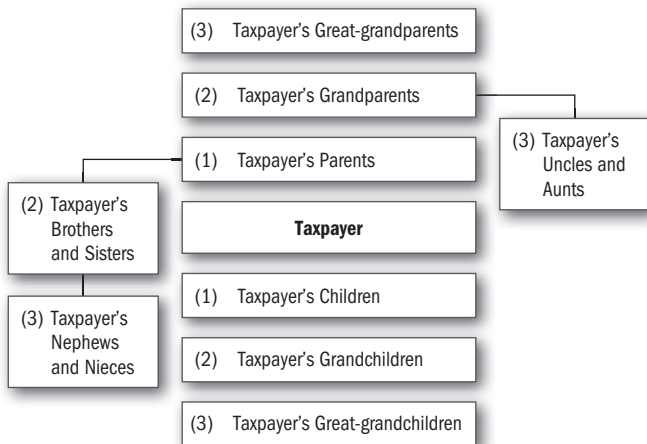 (3) Taxpayer's Great-grandparents
(2) Taxpayer's Grandparents
(3) Taxpayer's
Uncles and
Aunts
(1) Taxpayer's Parents
(2) Taxpayer's
Brothers
and Sisters
Taxpayer
(1) Taxpayer's Children
(3) Taxpayer's
Nephews
and Nieces
(2) Taxpayer's Grandchildren
(3) Taxpayer's Great-grandchildren